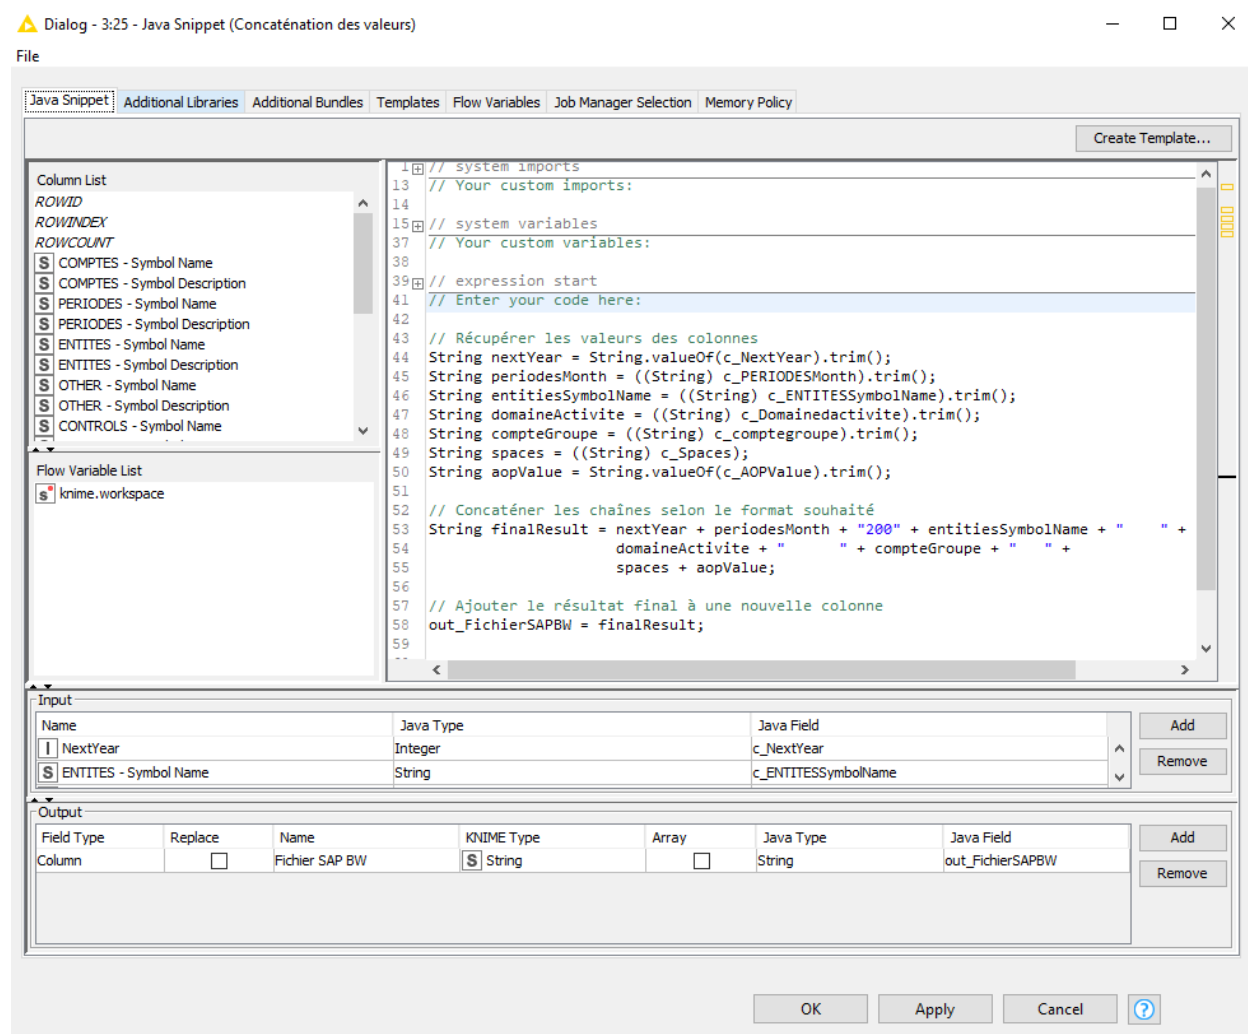 Dialog - 3:25 - Java Snippet (Concaténation des valeurs)
File
Java Snippet Additional Libraries Additional Bundles Templates Flow Variables Job Manager Selection Memory Policy
Create Template...
Column List
ROWID
ROWINDEX
ROWCOUNT
S COMPTES - Symbol Name
S COMPTES - Symbol Description
S PERIODES - Symbol Name
S PERIODES - Symbol Description
S ENTITES - Symbol Name
S ENTITES - Symbol Description
S OTHER - Symbol Name
S OTHER - Symbol Description
S CONTROLS - Symbol Name
Flow Variable List
s knime.workspace
1 // system imports
13 // Your custom imports:
14
15 // system variables
37 // Your custom variables:
38
39 // expression start
41 // Enter your code here:
42
43 // Récupérer les valeurs des colonnes
44 String nextYear = String.valueOf(c_NextYear).trim();
45 String periodesMonth = ((String) c_PERIODESMonth).trim();
46 String entitiesSymbolName = ((String) c_ENTITESSymbolName).trim();
47 String domaineActivite = ((String) c_Domainedactivite).trim();
48 String compteGroupe = ((String) c_comptegroupe).trim();
49 String spaces = ((String) c_Spaces);
50 String aopValue = String.valueOf(c_AOPValue).trim();
51
52 // Concaténer les chaînes selon le format souhaité
53 String finalResult = nextYear + periodesMonth + "200" + entitiesSymbolName + "    " +
54 domaineActivite + "       " + compteGroupe + "   " +
55 spaces + aopValue;
56
57 // Ajouter le résultat final à une nouvelle colonne
58 out_FichierSAPBW = finalResult;
59
Input
Name Java Type Java Field
I NextYear Integer c_NextYear
S ENTITES - Symbol Name String c_ENTITESSymbolName
Add
Remove
Output
Field Type Replace Name KNIME Type Array Java Type Java Field
Column Fichier SAP BW S String String out_FichierSAPBW
Add
Remove
OK Apply Cancel ?